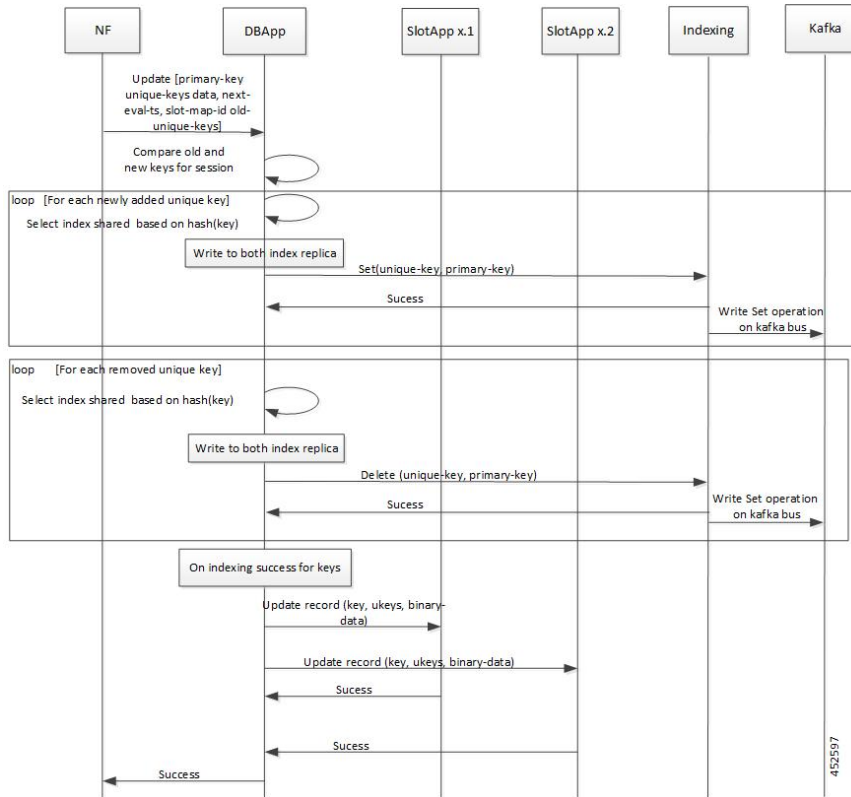 NF
DBApp
SlotApp x.1
SlotApp x.2
Indexing
Kafka
Update [primary-key
unique-keys data, next-
eval-ts, slot-map-id old-
unique-keys]
Compare old and
new keys for session
loop [For each newly added unique key]
Select index shared based on hash(key)
Write to both index replica
Set(unique-key, primary-key)
Sucess
Write Set operation
on kafka bus
loop [For each removed unique key]
Select index shared based on hash(key)
Write to both index replica
Delete (unique-key, primary-key)
Sucess
Write Set operation
on kafka bus
On indexing success for keys
Update record (key, ukeys, binary-
data)
Update record (key, ukeys, binary-data)
Sucess
Sucess
Success
452597